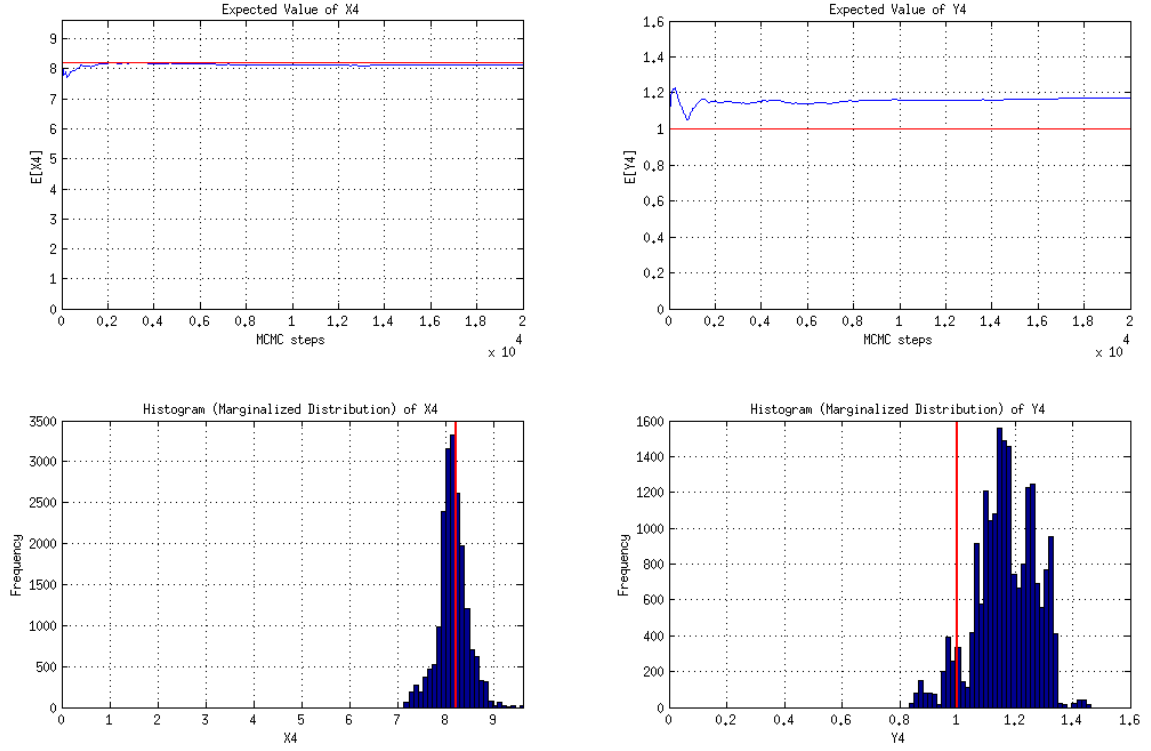 Expected Value of X4
9
8
7
6
5
4
3
2
1
0
E[X4]
0 0.2 0.4 0.6 0.8 1 1.2 1.4 1.6 1.8 2
MCMC steps
x 10 4
Expected Value of Y4
1.6
1.4
1.2
1
0.8
0.6
0.4
0.2
0
E[Y4]
0 0.2 0.4 0.6 0.8 1 1.2 1.4 1.6 1.8 2
MCMC steps
x 10 4
Histogram (Marginalized Distribution) of X4
3500
3000
2500
2000
1500
1000
500
0
Frequency
0 1 2 3 4 5 6 7 8 9
X4
Histogram (Marginalized Distribution) of Y4
1600
1400
1200
1000
800
600
400
200
0
Frequency
0 0.2 0.4 0.6 0.8 1 1.2 1.4 1.6
Y4